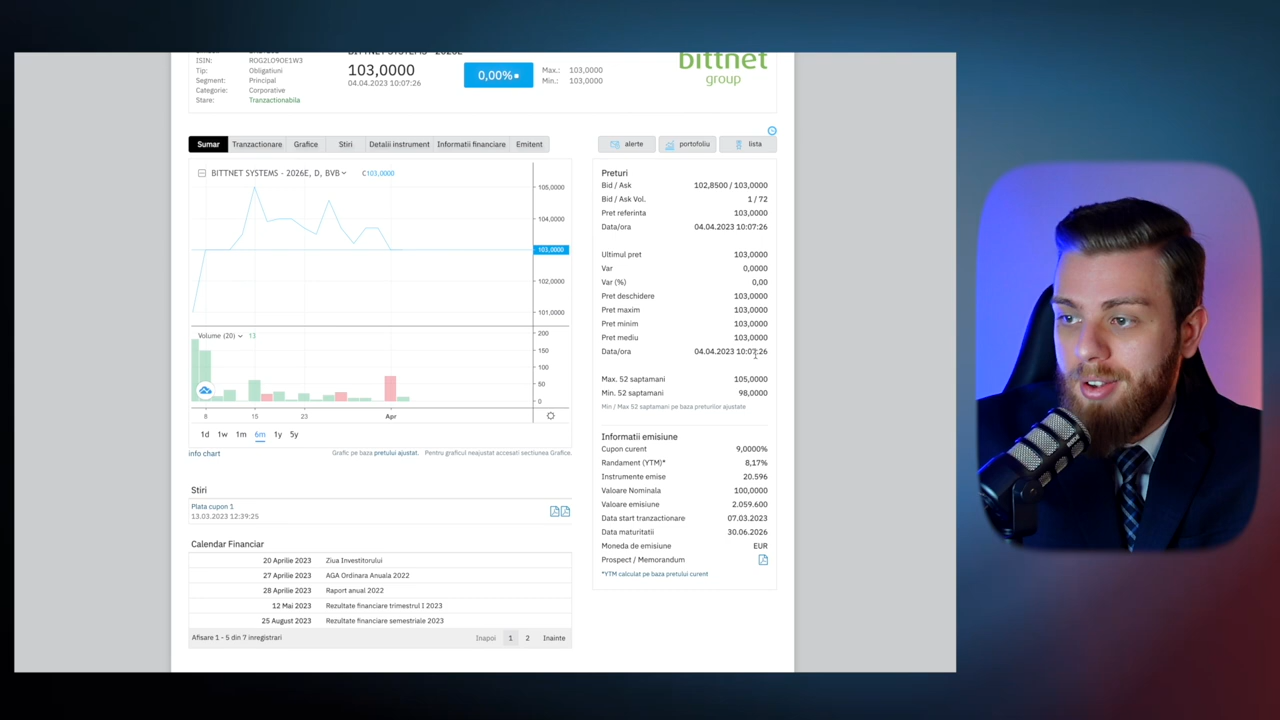 BITTNET SYSTEMS - 2026E
ISIN: ROG2LO9OE1W3
Tip: Obligatiuni
Segment: Principal
Categorie: Corporative
Stare: Tranzactionabila
103,0000
04.04.2023 10:07:26
0,00%
Max.: 103,0000
Min.: 103,0000
bittnet
group
Sumar Tranzactionare Grafice Stiri Detalii instrument Informatii financiare Emitent
alerte portofoliu lista
BITTNET SYSTEMS - 2026E, D, BVB C103,0000
105,0000
104,0000
103,0000
102,0000
101,0000
Volume (20) 13
200
150
100
50
0
8 15 23 Apr
1d 1w 1m 6m 1y 5y
info chart Grafic pe baza pretului ajustat. Pentru graficul neajustat accesati sectiunea Grafice.
Stiri
Plata cupon 1
13.03.2023 12:39:25
Calendar Financiar
20 Aprilie 2023 Ziua Investitorului
27 Aprilie 2023 AGA Ordinara Anuala 2022
28 Aprilie 2023 Raport anual 2022
12 Mai 2023 Rezultate financiare trimestrul I 2023
25 August 2023 Rezultate financiare semestriale 2023
Afisare 1 - 5 din 7 inregistrari Inapoi 1 2 Inainte
Preturi
Bid / Ask 102,8500 / 103,0000
Bid / Ask Vol. 1 / 72
Pret referinta 103,0000
Data/ora 04.04.2023 10:07:26
Ultimul pret 103,0000
Var 0,0000
Var (%) 0,00
Pret deschidere 103,0000
Pret maxim 103,0000
Pret minim 103,0000
Pret mediu 103,0000
Data/ora 04.04.2023 10:07:26
Max. 52 saptamani 105,0000
Min. 52 saptamani 98,0000
Min / Max 52 saptamani pe baza preturilor ajustate
Informatii emisiune
Cupon curent 9,0000%
Randament (YTM)* 8,17%
Instrumente emise 20.596
Valoare Nominala 100,0000
Valoare emisiune 2.059.600
Data start tranzactionare 07.03.2023
Data maturitatii 30.06.2026
Moneda de emisiune EUR
Prospect / Memorandum
*YTM calculat pe baza pretului curent